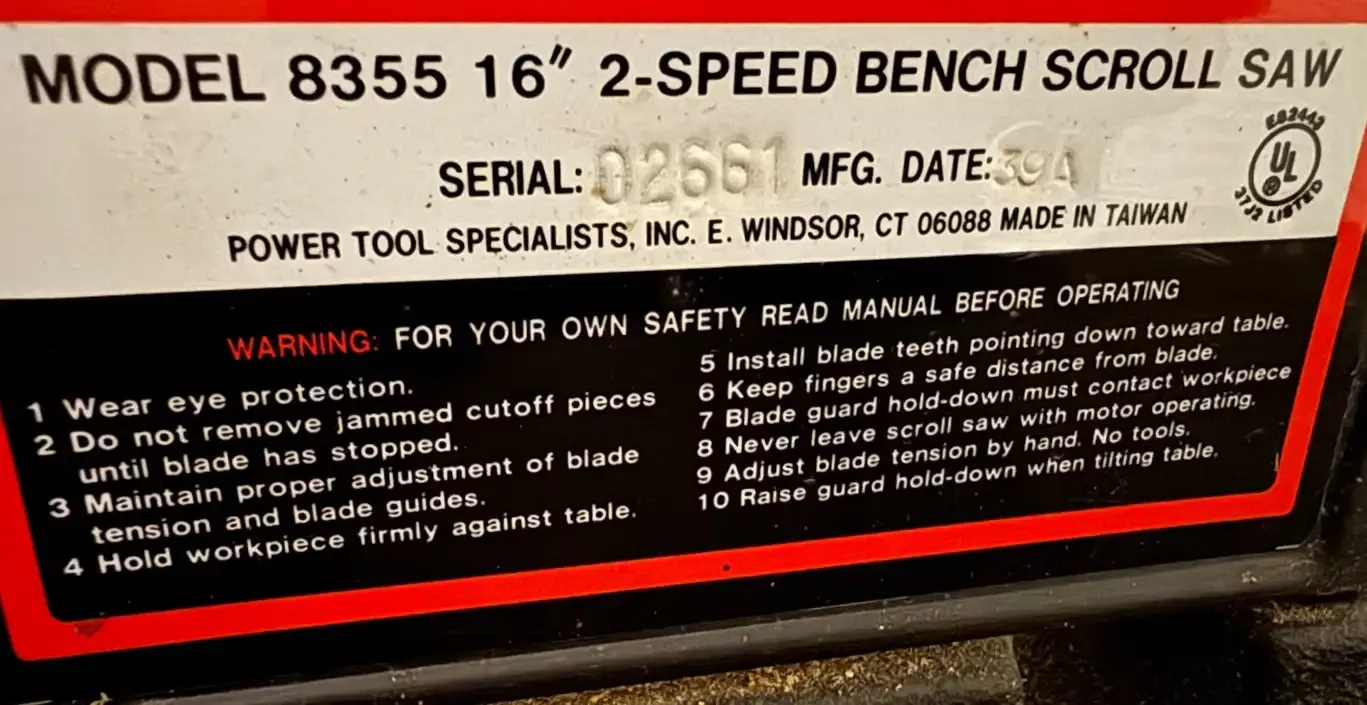 MODEL 8355 16″ 2-SPEED BENCH SCROLL SAW
SERIAL: 02661 MFG. DATE: 39A
E82443
UL
®
37J2 LISTED
POWER TOOL SPECIALISTS, INC. E. WINDSOR, CT 06088 MADE IN TAIWAN
WARNING: FOR YOUR OWN SAFETY READ MANUAL BEFORE OPERATING
1 Wear eye protection.
2 Do not remove jammed cutoff pieces
until blade has stopped.
3 Maintain proper adjustment of blade
tension and blade guides.
4 Hold workpiece firmly against table.
5 Install blade teeth pointing down toward table.
6 Keep fingers a safe distance from blade.
7 Blade guard hold-down must contact workpiece
8 Never leave scroll saw with motor operating.
9 Adjust blade tension by hand. No tools.
10 Raise guard hold-down when tilting table.